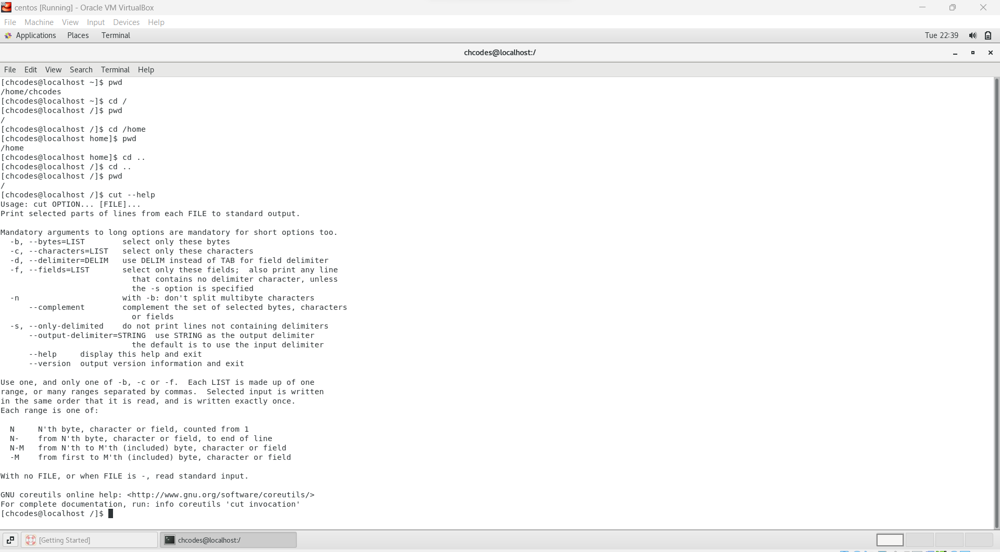 centos [Running] - Oracle VM VirtualBox
File Machine View Input Devices Help
Applications Places Terminal Tue 22:39
chcodes@localhost:/
File Edit View Search Terminal Help
[chcodes@localhost ~]$ pwd
/home/chcodes
[chcodes@localhost ~]$ cd /
[chcodes@localhost /]$ pwd
/
[chcodes@localhost /]$ cd /home
[chcodes@localhost home]$ pwd
/home
[chcodes@localhost home]$ cd ..
[chcodes@localhost /]$ cd ..
[chcodes@localhost /]$ pwd
/
[chcodes@localhost /]$ cut --help
Usage: cut OPTION... [FILE]...
Print selected parts of lines from each FILE to standard output.

Mandatory arguments to long options are mandatory for short options too.
  -b, --bytes=LIST        select only these bytes
  -c, --characters=LIST   select only these characters
  -d, --delimiter=DELIM   use DELIM instead of TAB for field delimiter
  -f, --fields=LIST       select only these fields;  also print any line
                            that contains no delimiter character, unless
                            the -s option is specified
  -n                      with -b: don't split multibyte characters
      --complement        complement the set of selected bytes, characters
                            or fields
  -s, --only-delimited    do not print lines not containing delimiters
      --output-delimiter=STRING  use STRING as the output delimiter
                            the default is to use the input delimiter
      --help     display this help and exit
      --version  output version information and exit

Use one, and only one of -b, -c or -f.  Each LIST is made up of one
range, or many ranges separated by commas.  Selected input is written
in the same order that it is read, and is written exactly once.
Each range is one of:

  N     N'th byte, character or field, counted from 1
  N-    from N'th byte, character or field, to end of line
  N-M   from N'th to M'th (included) byte, character or field
  -M    from first to M'th (included) byte, character or field

With no FILE, or when FILE is -, read standard input.

GNU coreutils online help: <http://www.gnu.org/software/coreutils/>
For complete documentation, run: info coreutils 'cut invocation'
[chcodes@localhost /]$
[Getting Started] chcodes@localhost:/